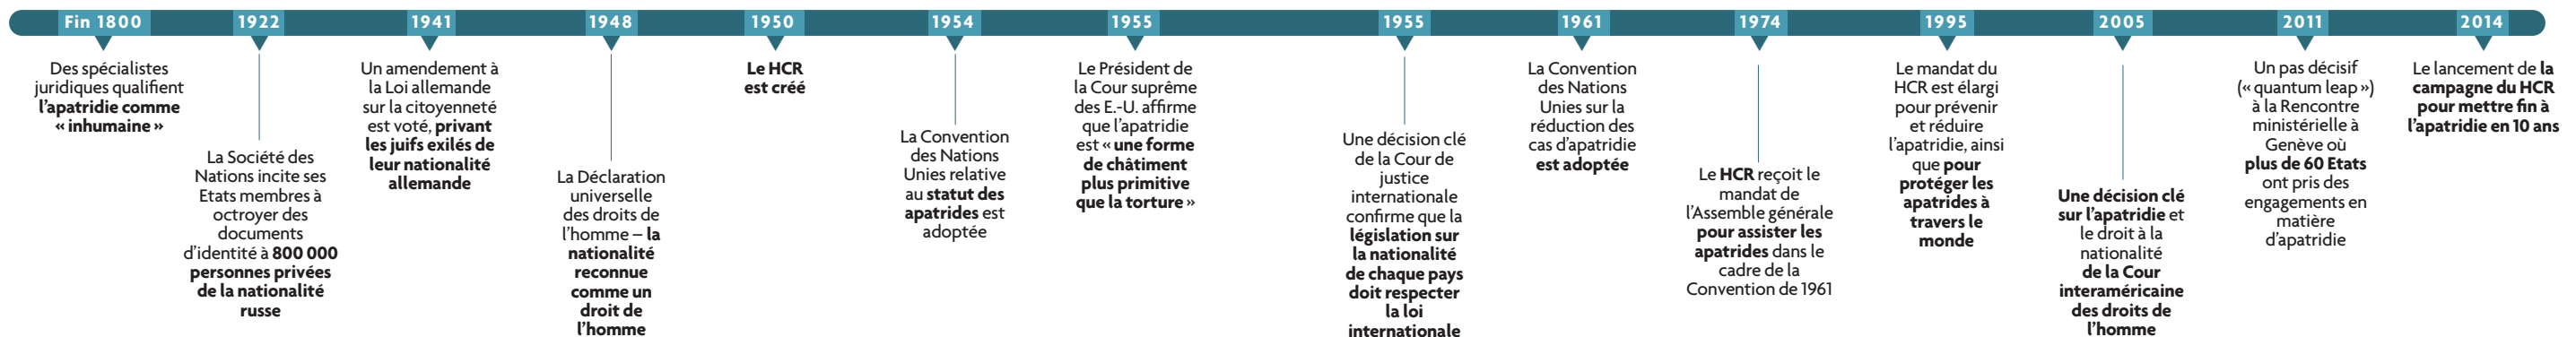 Fin 1800
Des spécialistes
juridiques qualifient
l'apatridie comme
« inhumaine »
1922
La Société des
Nations incite ses
Etats membres à
octroyer des
documents
d'identité à 800 000
personnes privées
de la nationalité
russe
1941
Un amendement à
la Loi allemande
sur la citoyenneté
est voté, privant
les juifs exilés de
leur nationalité
allemande
1948
La Déclaration
universelle
des droits de
l'homme – la
nationalité
reconnue
comme un
droit de
l'homme
1950
Le HCR
est créé
1954
La Convention
des Nations
Unies relative
au statut des
apatrides est
adoptée
1955
Le Président de
la Cour suprême
des E.-U. affirme
que l'apatridie
est « une forme
de châtiment
plus primitive
que la torture »
1955
Une décision clé
de la Cour de
justice
internationale
confirme que la
législation sur
la nationalité
de chaque pays
doit respecter
la loi
internationale
1961
La Convention
des Nations
Unies sur la
réduction des
cas d'apatridie
est adoptée
1974
Le HCR reçoit le
mandat de
l'Assemble générale
pour assister les
apatrides dans le
cadre de la
Convention de 1961
1995
Le mandat du
HCR est élargi
pour prévenir
et réduire
l'apatridie, ainsi
que pour
protéger les
apatrides à
travers le
monde
2005
Une décision clé
sur l'apatridie et
le droit à la
nationalité
de la Cour
interaméricaine
des droits de
l'homme
2011
Un pas décisif
(« quantum leap »)
à la Rencontre
ministérielle à
Genève où
plus de 60 Etats
ont pris des
engagements en
matière
d'apatridie
2014
Le lancement de la
campagne du HCR
pour mettre fin à
l'apatridie en 10 ans